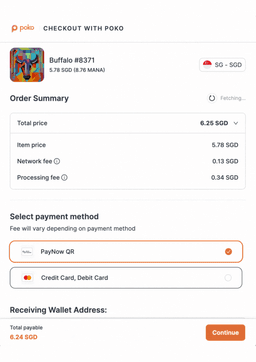 poko CHECKOUT WITH POKO
Buffalo #8371
5.78 SGD (8.76 MANA)
SG - SGD
Order Summary
Fetching...
Total price 6.25 SGD
Item price 5.78 SGD
Network fee 0.13 SGD
Processing fee 0.34 SGD
Select payment method
Fee will vary depending on payment method
PayNow QR
Credit Card, Debit Card
Receiving Wallet Address:
Total payable
6.24 SGD
Continue